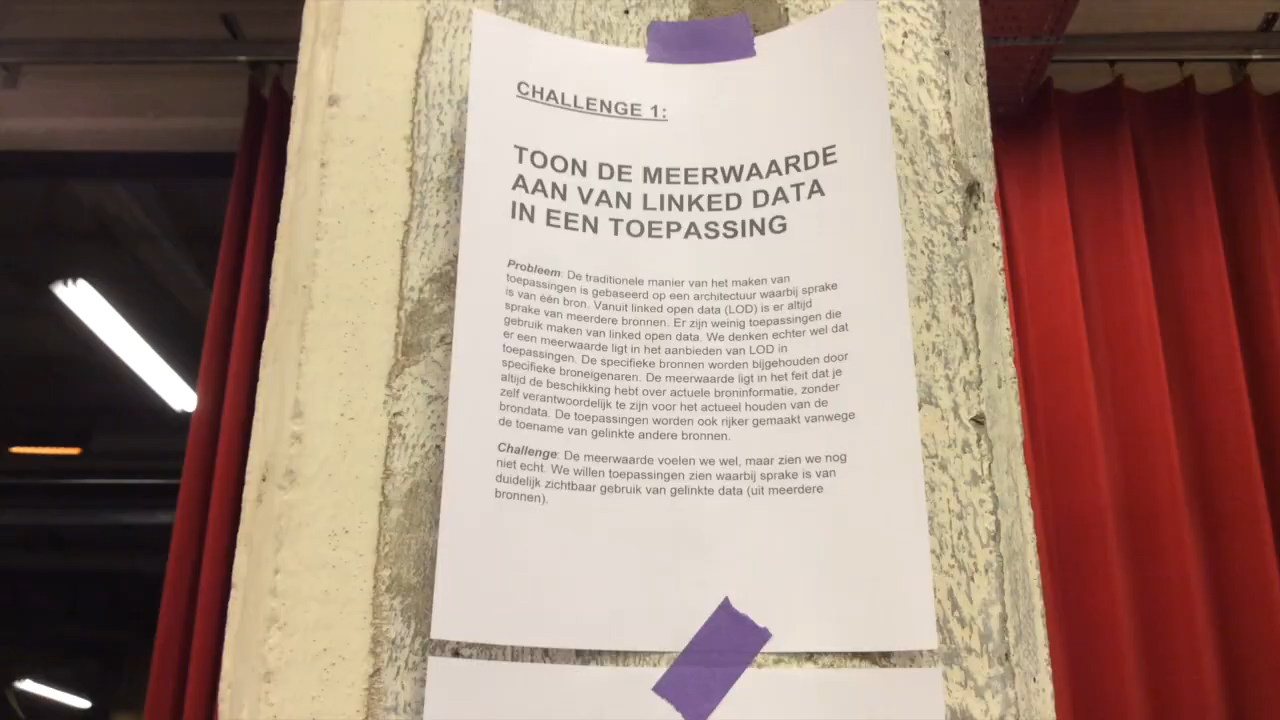 CHALLENGE 1:
TOON DE MEERWAARDE
AAN VAN LINKED DATA
IN EEN TOEPASSING
Probleem: De traditionele manier van het maken van
toepassingen is gebaseerd op een architectuur waarbij sprake
is van één bron. Vanuit linked open data (LOD) is er altijd
sprake van meerdere bronnen. Er zijn weinig toepassingen die
gebruik maken van linked open data. We denken echter wel dat
er een meerwaarde ligt in het aanbieden van LOD in
toepassingen. De specifieke bronnen worden bijgehouden door
specifieke broneigenaren. De meerwaarde ligt in het feit dat je
altijd de beschikking hebt over actuele broninformatie, zonder
zelf verantwoordelijk te zijn voor het actueel houden van de
brondata. De toepassingen worden ook rijker gemaakt vanwege
de toename van gelinkte andere bronnen.
Challenge: De meerwaarde voelen we wel, maar zien we nog
niet echt. We willen toepassingen zien waarbij sprake is van
duidelijk zichtbaar gebruik van gelinkte data (uit meerdere
bronnen).